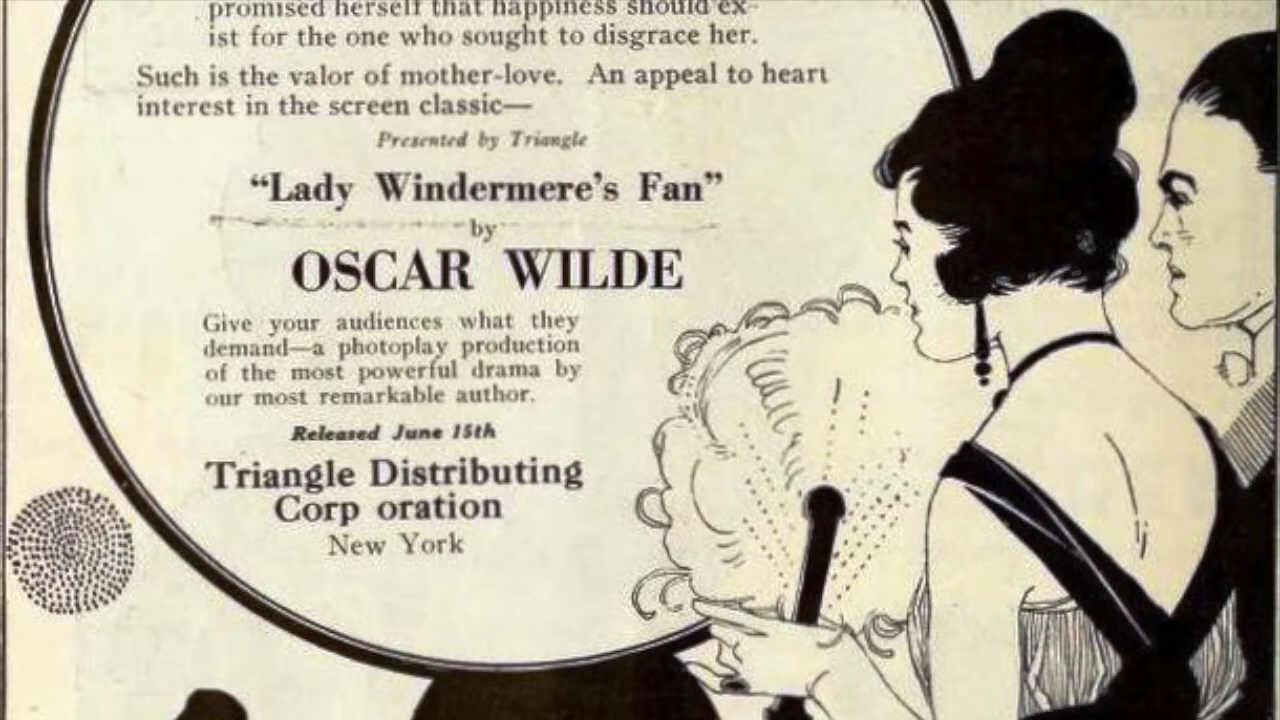 promised herself that happiness should ex-
ist for the one who sought to disgrace her.
Such is the valor of mother-love. An appeal to heart
interest in the screen classic—
Presented by Triangle
“Lady Windermere’s Fan”
by
OSCAR WILDE
Give your audiences what they
demand—a photoplay production
of the most powerful drama by
our most remarkable author.
Released June 15th
Triangle Distributing
Corp oration
New York